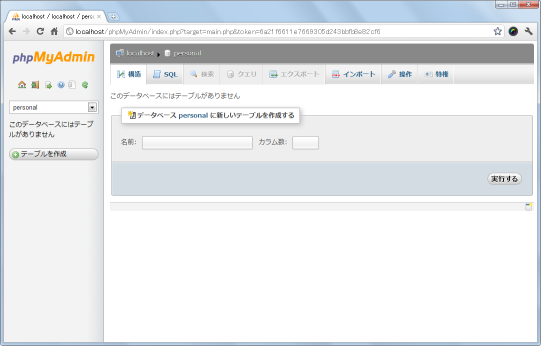 localhost / localhost / perso
localhost/phpMyAdmin/index.php?target=main.php&token=6a21f9611e7669305d243bbfb8e82cf6
phpMyAdmin
localhost ▸ personal
構造 SQL 検索 クエリ エクスポート インポート 操作 特権
personal
このデータベースにはテーブルがありません
テーブルを作成
このデータベースにはテーブルがありません
データベース personal に新しいテーブルを作成する
名前: カラム数:
実行する